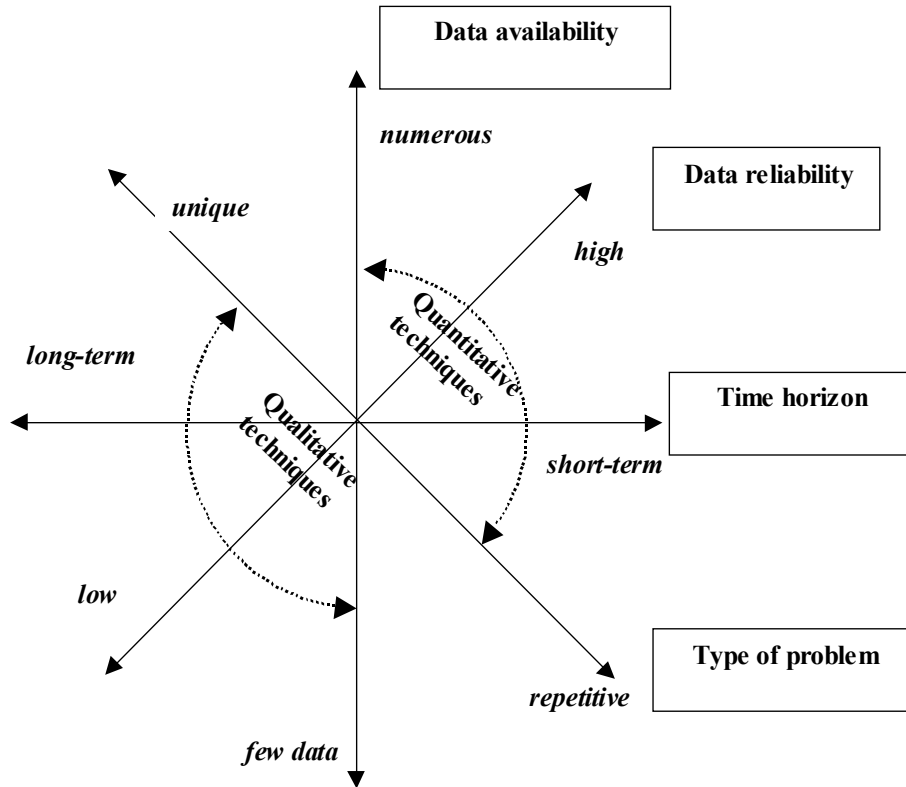 Data availability
numerous
Data reliability
unique
high
Quantitative
techniques
long-term
Time horizon
Qualitative
techniques
short-term
low
Type of problem
repetitive
few data